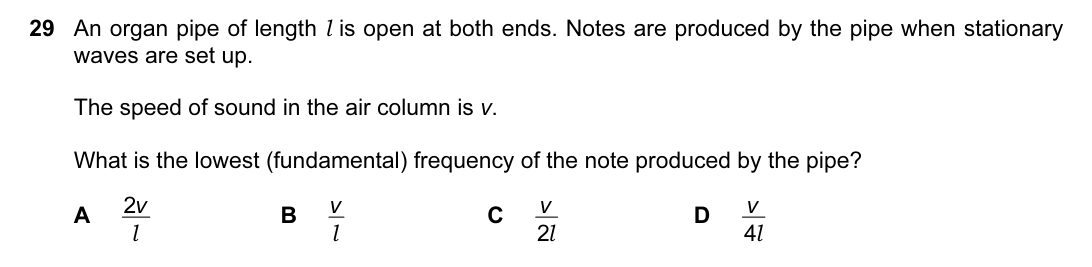 29 An organ pipe of length l is open at both ends. Notes are produced by the pipe when stationary
waves are set up.
The speed of sound in the air column is v.
What is the lowest (fundamental) frequency of the note produced by the pipe?
A 2v/l B v/l C v/2l D v/4l